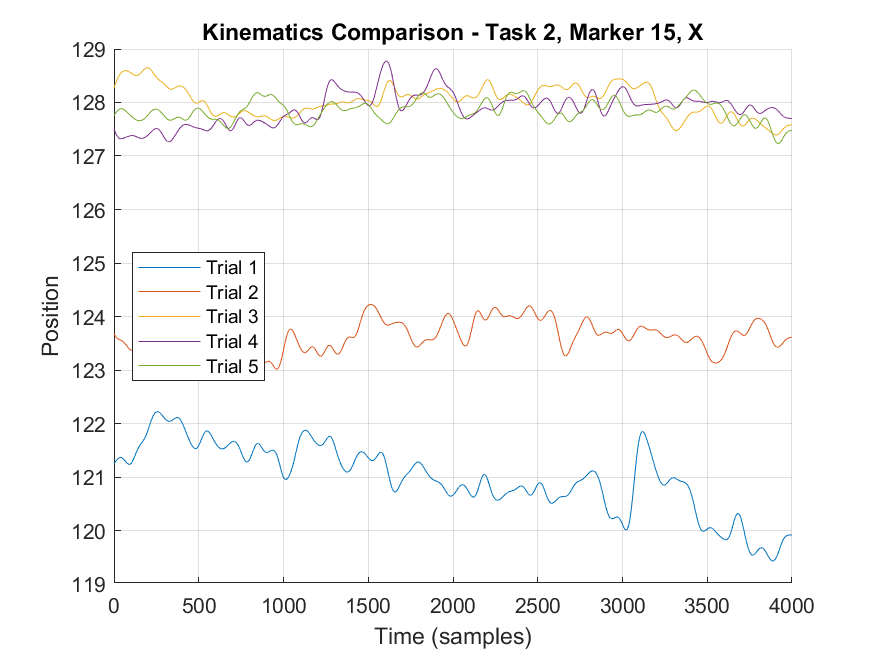 Kinematics Comparison - Task 2, Marker 15, X
129
128
127
126
125
124
123
122
121
120
119
Position
Trial 1
Trial 2
Trial 3
Trial 4
Trial 5
0 500 1000 1500 2000 2500 3000 3500 4000
Time (samples)